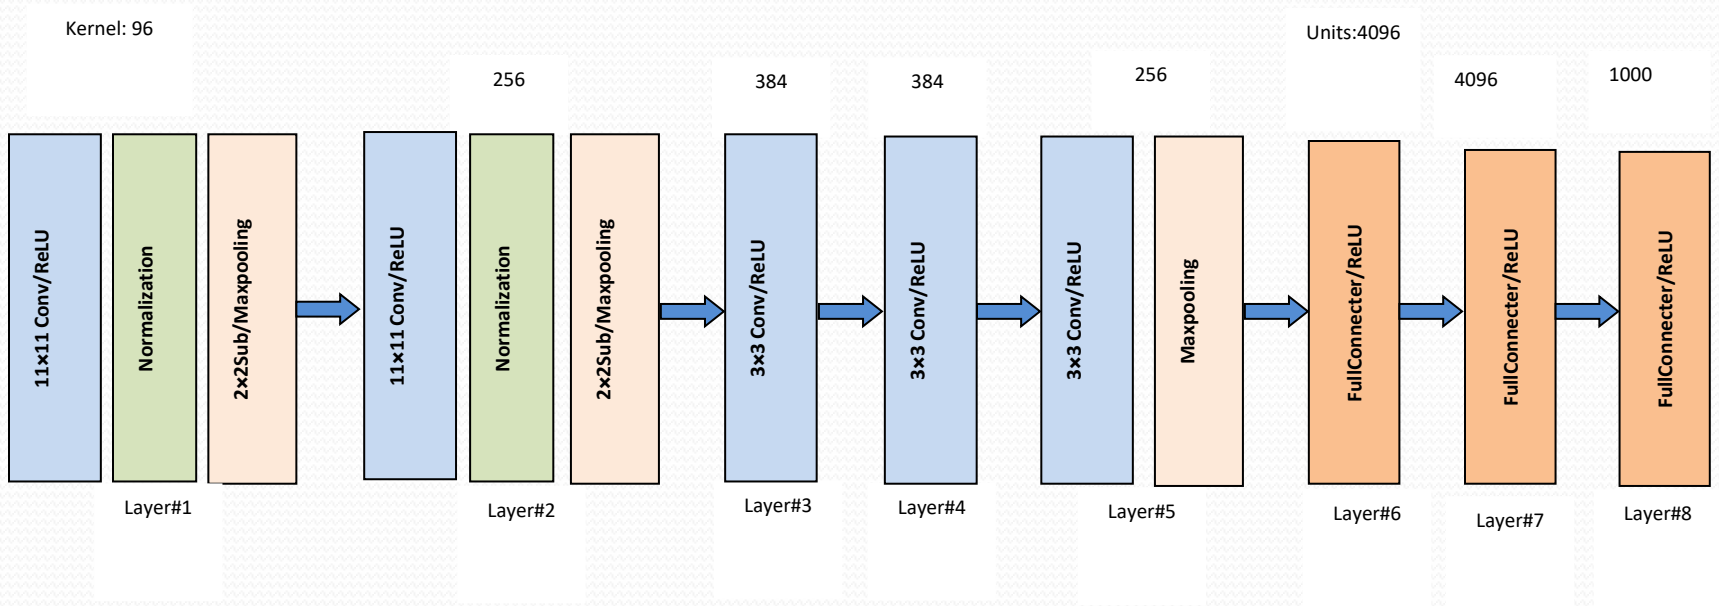 Kernel: 96
256
384
384
256
Units:4096
4096
1000
11×11 Conv/ReLU
Normalization
2×2Sub/Maxpooling
11×11 Conv/ReLU
Normalization
2×2Sub/Maxpooling
3×3 Conv/ReLU
3×3 Conv/ReLU
3×3 Conv/ReLU
Maxpooling
FullConnecter/ReLU
FullConnecter/ReLU
FullConnecter/ReLU
Layer#1
Layer#2
Layer#3
Layer#4
Layer#5
Layer#6
Layer#7
Layer#8